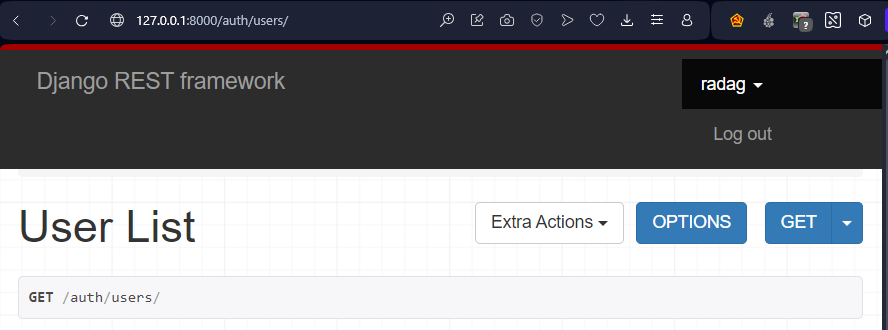 127.0.0.1:8000/auth/users/
Django REST framework
radag
Log out
User List
Extra Actions
OPTIONS
GET
GET /auth/users/